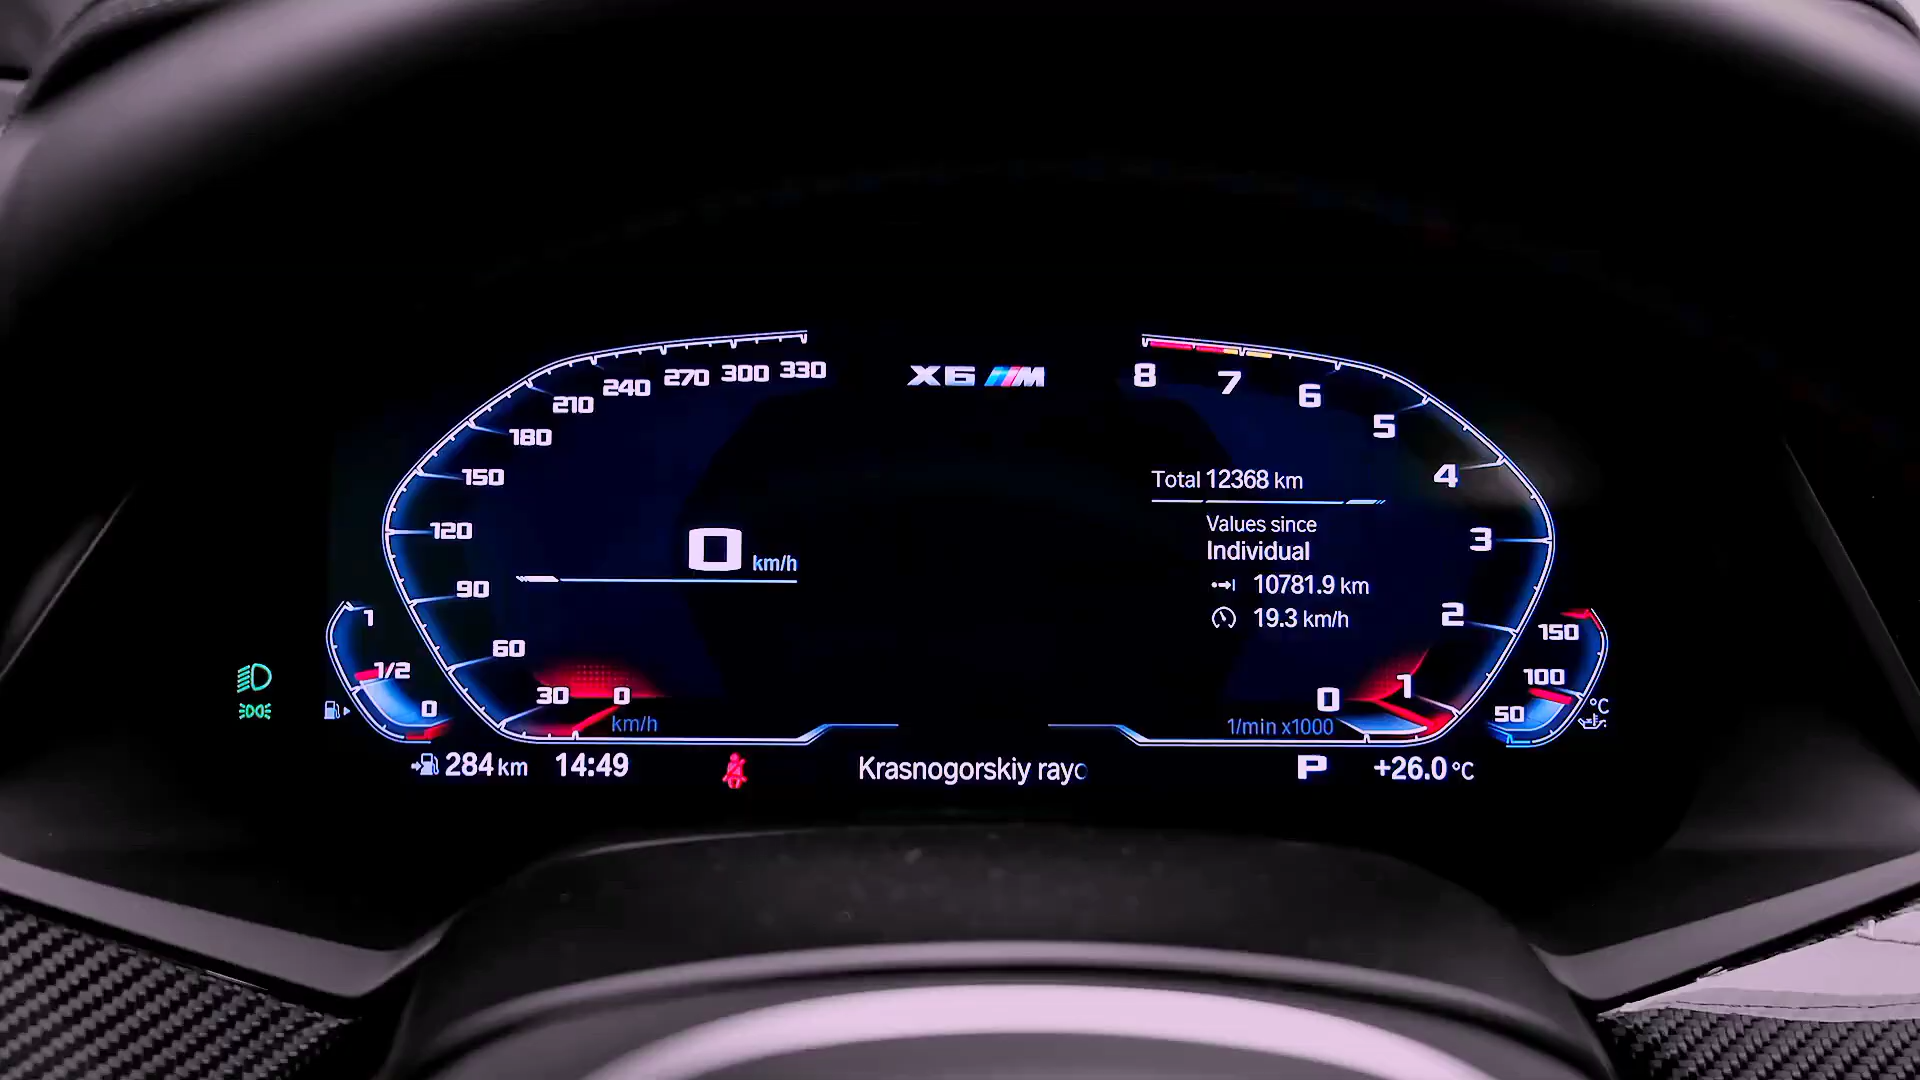 X6 M
330
300
270
240
210
180
150
120
90
60
30
0
km/h
0 km/h
8
7
6
5
4
3
2
1
0
1/min x1000
Total 12368 km
Values since
Individual
10781.9 km
19.3 km/h
1
1/2
0
150
100
50
°C
284 km
14:49
Krasnogorskiy rayo
P
+26.0 °C